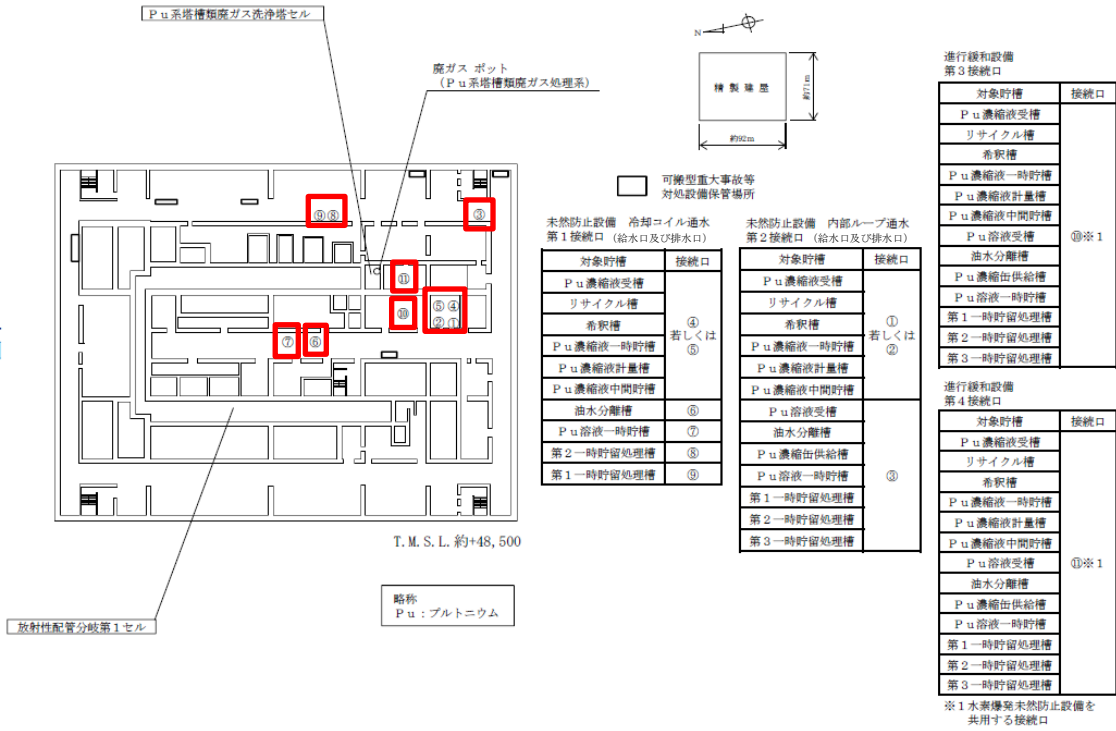 Pu系塔槽類廃ガス洗浄塔セル
廃ガス ポット
(Pu系塔槽類廃ガス処理系)
N
精製建屋
約71m
約92m
可搬型重大事故等
対処設備保管場所
⑨⑧
③
⑪
⑩
⑤④
②①
⑦
⑥
T.M.S.L.約+48,500
放射性配管分岐第1セル
略称
Pu:プルトニウム
未然防止設備 冷却コイル通水
第1接続口(給水口及び排水口)
対象貯槽 接続口
Pu濃縮液受槽
リサイクル槽
希釈槽
Pu濃縮液一時貯槽
Pu濃縮液計量槽
Pu濃縮液中間貯槽
④
若しくは
⑤
油水分離槽 ⑥
Pu溶液一時貯槽 ⑦
第2一時貯留処理槽 ⑧
第1一時貯留処理槽 ⑨
未然防止設備 内部ループ通水
第2接続口(給水口及び排水口)
対象貯槽 接続口
Pu濃縮液受槽
リサイクル槽
希釈槽
Pu濃縮液一時貯槽
Pu濃縮液計量槽
Pu濃縮液中間貯槽
①
若しくは
②
Pu溶液受槽
油水分離槽
Pu濃縮缶供給槽
Pu溶液一時貯槽
第1一時貯留処理槽
第2一時貯留処理槽
第3一時貯留処理槽
③
進行緩和設備
第3接続口
対象貯槽 接続口
Pu濃縮液受槽
リサイクル槽
希釈槽
Pu濃縮液一時貯槽
Pu濃縮液計量槽
Pu濃縮液中間貯槽
Pu溶液受槽
油水分離槽
Pu濃縮缶供給槽
Pu溶液一時貯槽
第1一時貯留処理槽
第2一時貯留処理槽
第3一時貯留処理槽
⑩※1
進行緩和設備
第4接続口
対象貯槽 接続口
Pu濃縮液受槽
リサイクル槽
希釈槽
Pu濃縮液一時貯槽
Pu濃縮液計量槽
Pu濃縮液中間貯槽
Pu溶液受槽
油水分離槽
Pu濃縮缶供給槽
Pu溶液一時貯槽
第1一時貯留処理槽
第2一時貯留処理槽
第3一時貯留処理槽
⑪※1
※1水素爆発未然防止設備を
共用する接続口